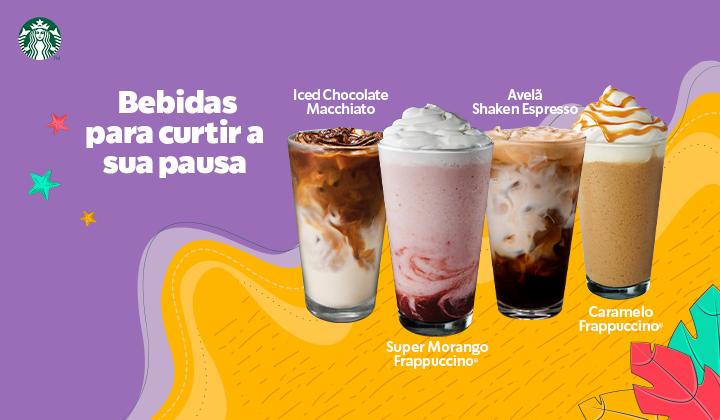 Bebidas
para curtir a
sua pausa
Iced Chocolate
Macchiato
Avelã
Shaken Espresso
Super Morango
Frappuccino®
Caramelo
Frappuccino®